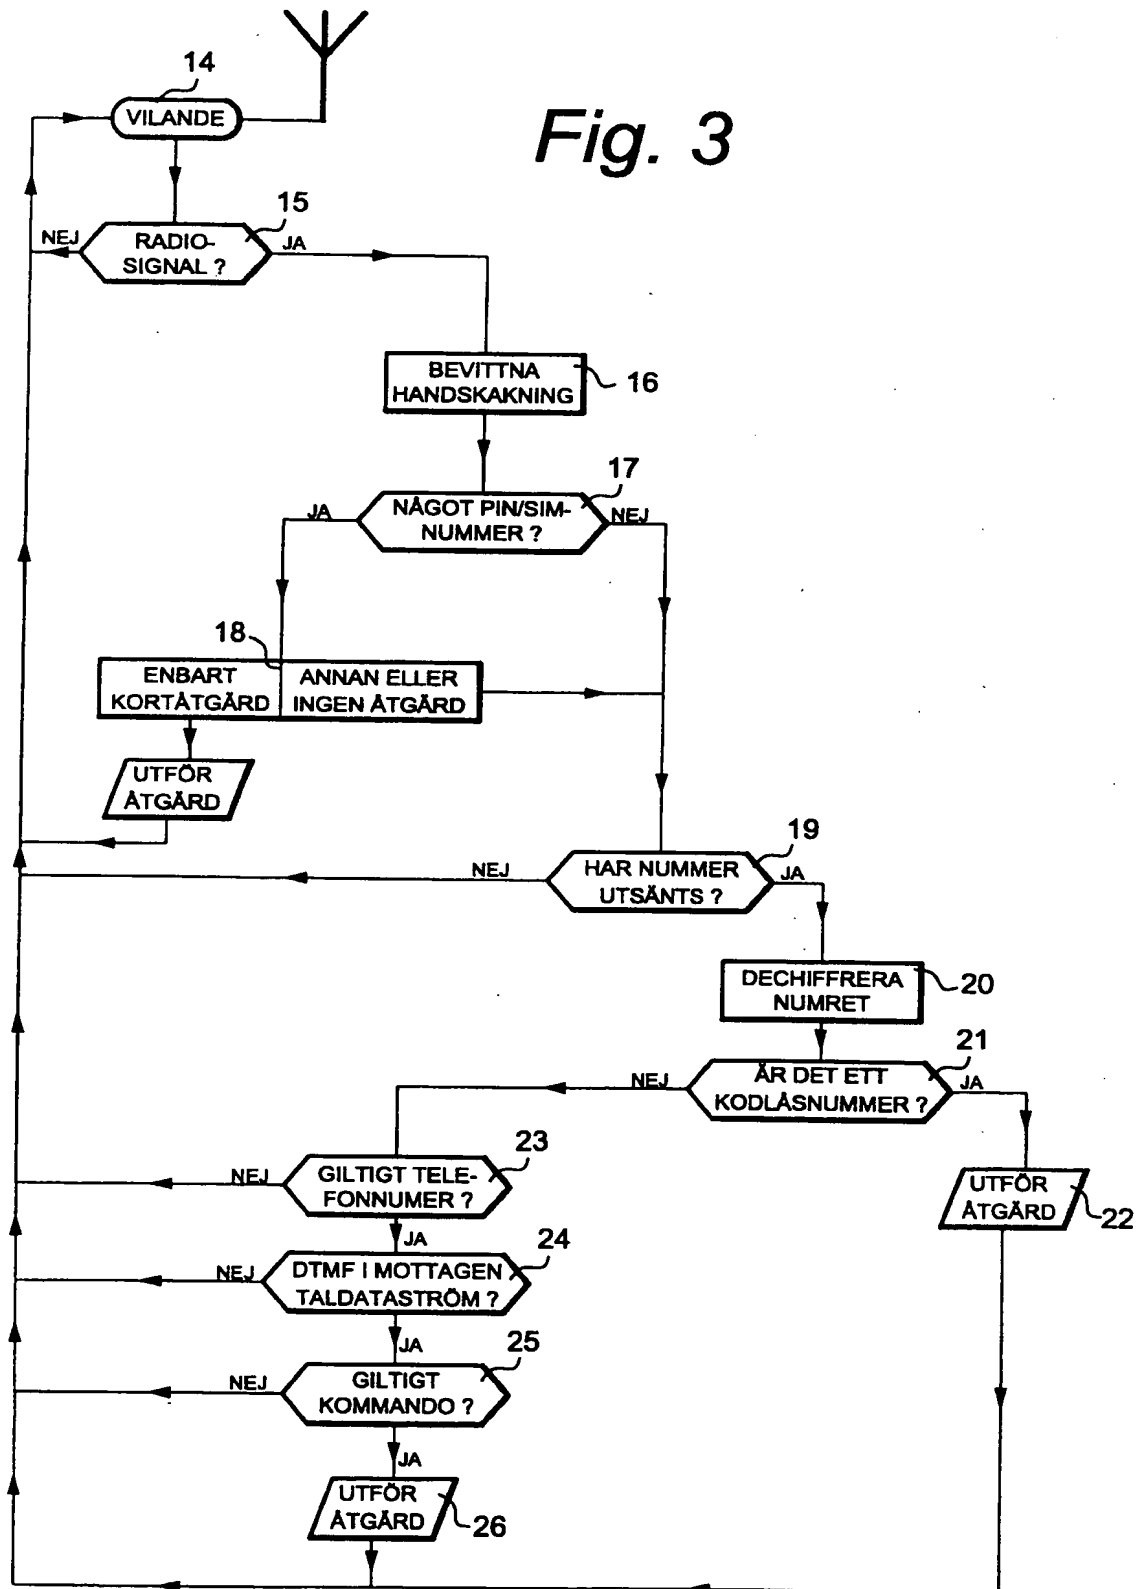 14
VILANDE
Fig. 3
15
NEJ
RADIO-
SIGNAL ?
JA
BEVITTNA
HANDSKAKNING
16
17
JA
NÅGOT PIN/SIM-
NUMMER ?
NEJ
18
ENBART
KORTÅTGÄRD
ANNAN ELLER
INGEN ÅTGÄRD
UTFÖR
ÅTGÄRD
19
NEJ
HAR NUMMER
UTSÄNTS ?
JA
DECHIFFRERA
NUMRET
20
21
NEJ
ÄR DET ETT
KODLÅSNUMMER ?
JA
23
NEJ
GILTIGT TELE-
FONNUMER ?
UTFÖR
ÅTGÄRD
22
JA
24
NEJ
DTMF I MOTTAGEN
TALDATASTRÖM ?
JA
25
NEJ
GILTIGT
KOMMANDO ?
JA
UTFÖR
ÅTGÄRD
26